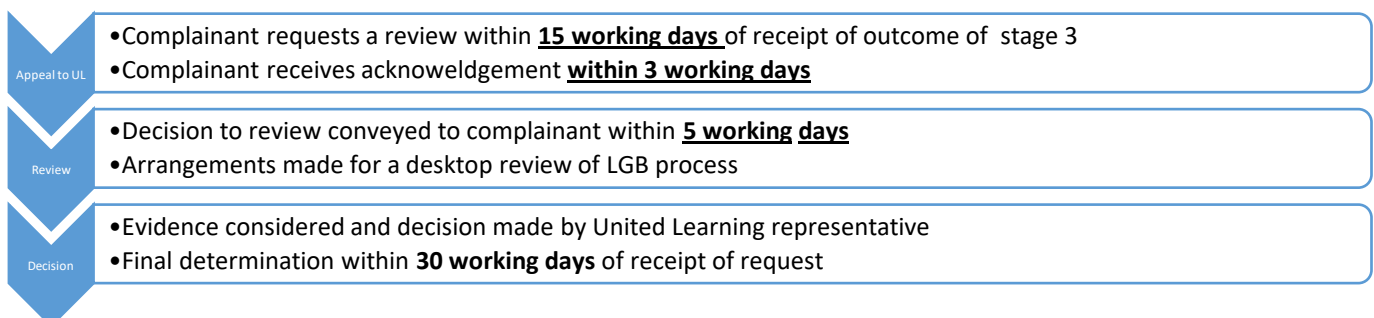 Appeal to UL
•Complainant requests a review within 15 working days of receipt of outcome of stage 3
•Complainant receives acknoweldgement within 3 working days
Review
•Decision to review conveyed to complainant within 5 working days
•Arrangements made for a desktop review of LGB process
Decision
•Evidence considered and decision made by United Learning representative
•Final determination within 30 working days of receipt of request